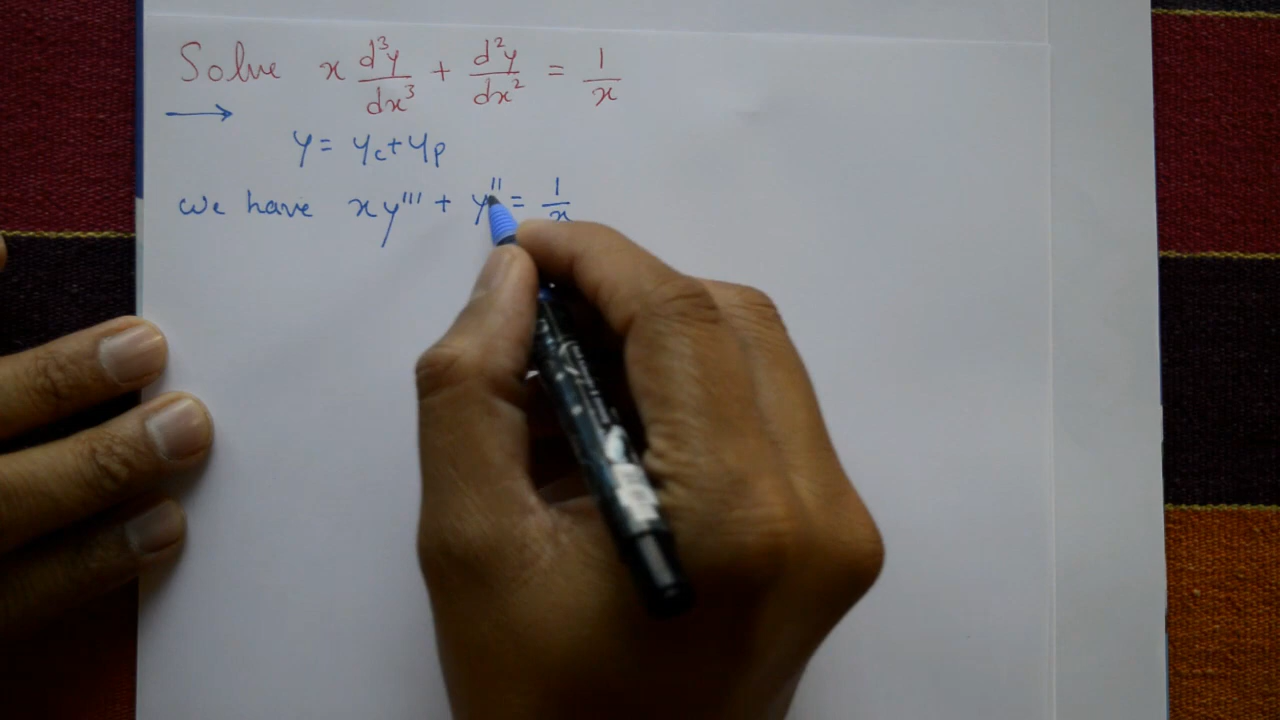 Solve x d³y/dx³ + d²y/dx² = 1/x
→ y = yc + yp
we have xy''' + y'' = 1/x